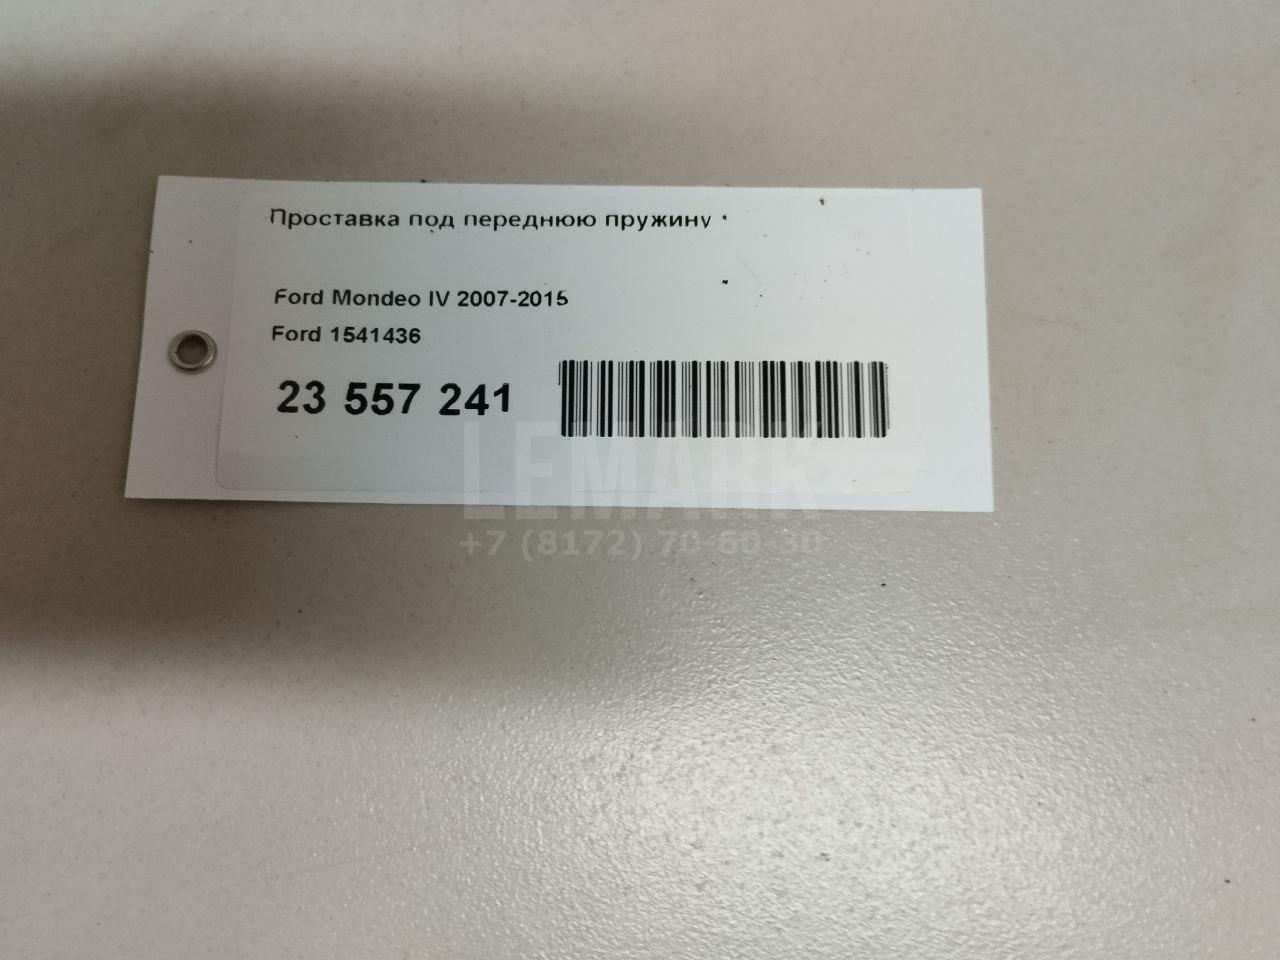 Проставка под переднюю пружину
Ford Mondeo IV 2007-2015
Ford 1541436
23 557 241
LEMARK
+7 (8172) 70-60-30